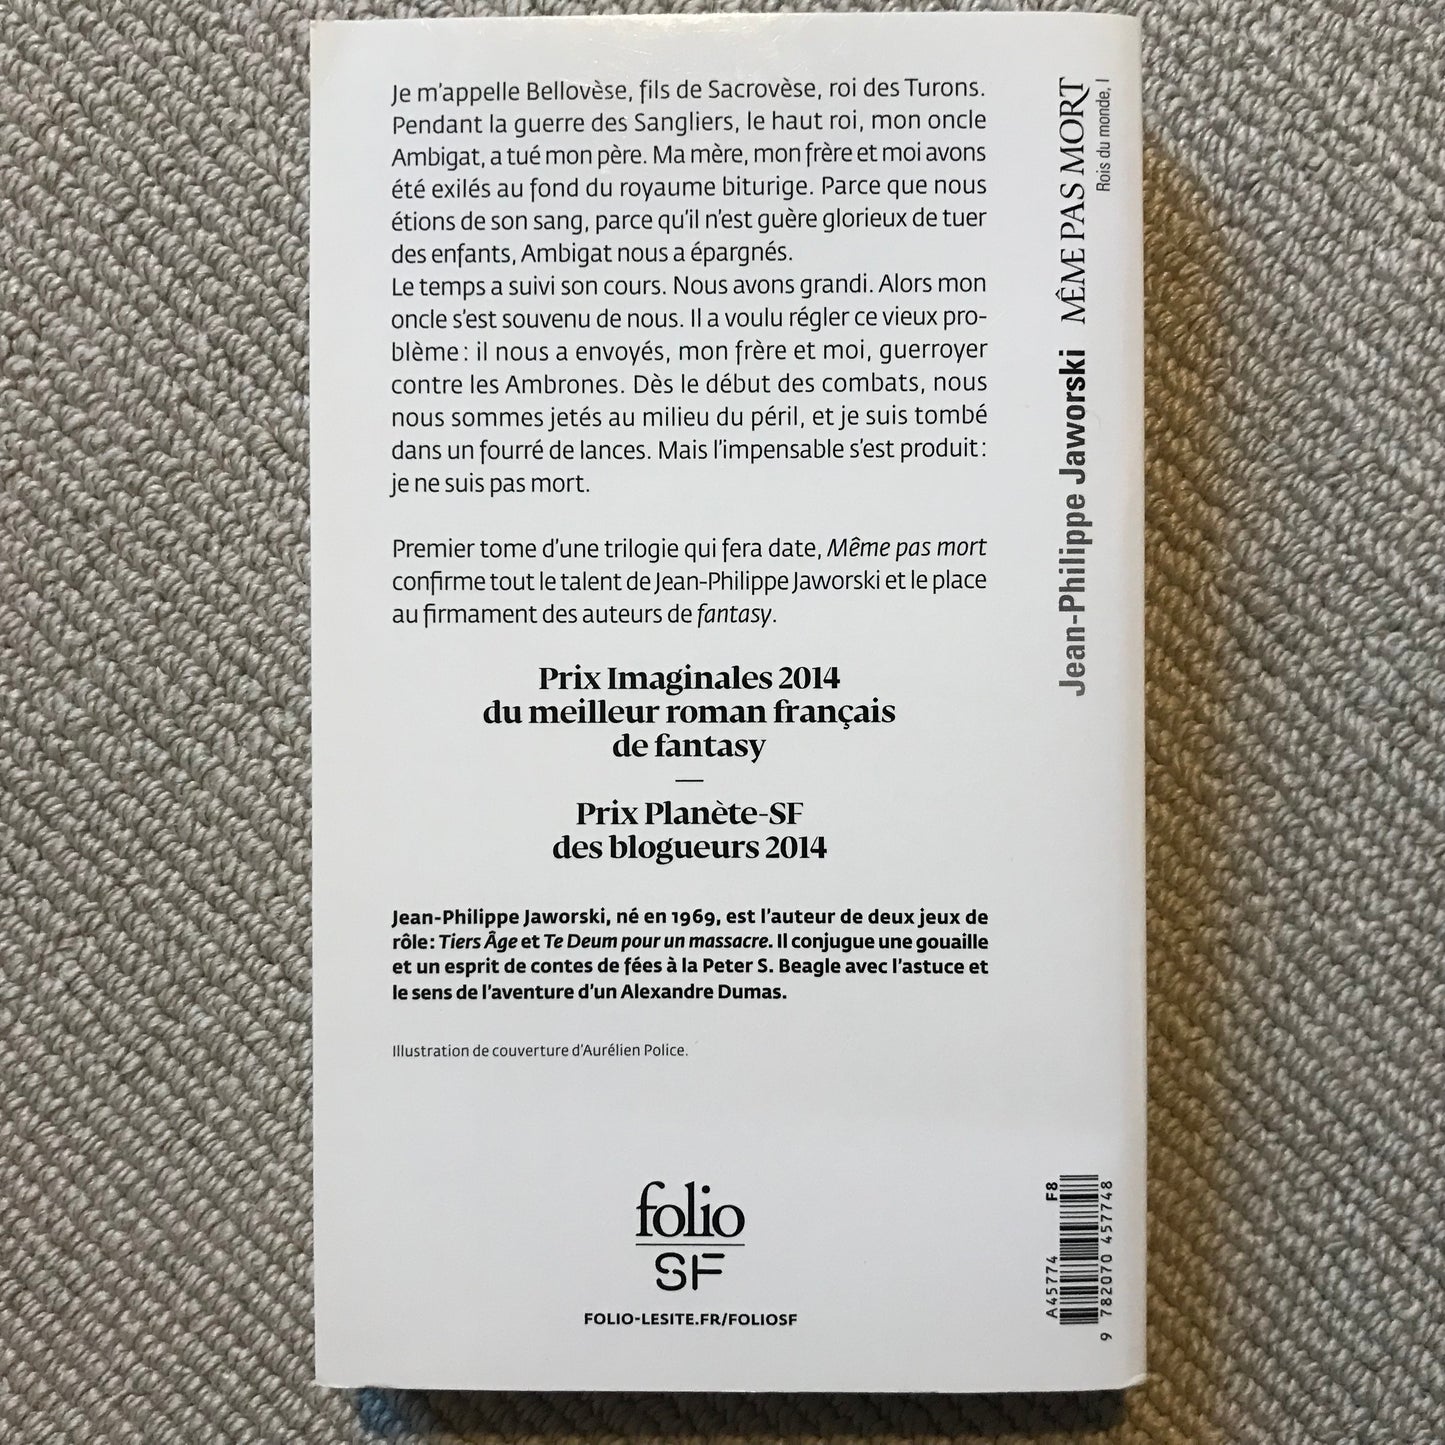 Je m'appelle Bellovèse, fils de Sacrovèse, roi des Turons.
Pendant la guerre des Sangliers, le haut roi, mon oncle
Ambigat, a tué mon père. Ma mère, mon frère et moi avons
été exilés au fond du royaume biturige. Parce que nous
étions de son sang, parce qu'il n'est guère glorieux de tuer
des enfants, Ambigat nous a épargnés.
Le temps a suivi son cours. Nous avons grandi. Alors mon
oncle s'est souvenu de nous. Il a voulu régler ce vieux pro-
blème : il nous a envoyés, mon frère et moi, guerroyer
contre les Ambrones. Dès le début des combats, nous
nous sommes jetés au milieu du péril, et je suis tombé
dans un fourré de lances. Mais l'impensable s'est produit :
je ne suis pas mort.
Premier tome d'une trilogie qui fera date, Même pas mort
confirme tout le talent de Jean-Philippe Jaworski et le place
au firmament des auteurs de fantasy.
Prix Imaginales 2014
du meilleur roman français
de fantasy
—
Prix Planète-SF
des blogueurs 2014
Jean-Philippe Jaworski, né en 1969, est l'auteur de deux jeux de
rôle : Tiers Âge et Te Deum pour un massacre. Il conjugue une gouaille
et un esprit de contes de fées à la Peter S. Beagle avec l'astuce et
le sens de l'aventure d'un Alexandre Dumas.
Illustration de couverture d'Aurélien Police.
folio
SF
FOLIO-LESITE.FR/FOLIOSF
Jean-Philippe Jaworski MÊME PAS MORT
Rois du monde, I
A45774 F8
9 782070 457748